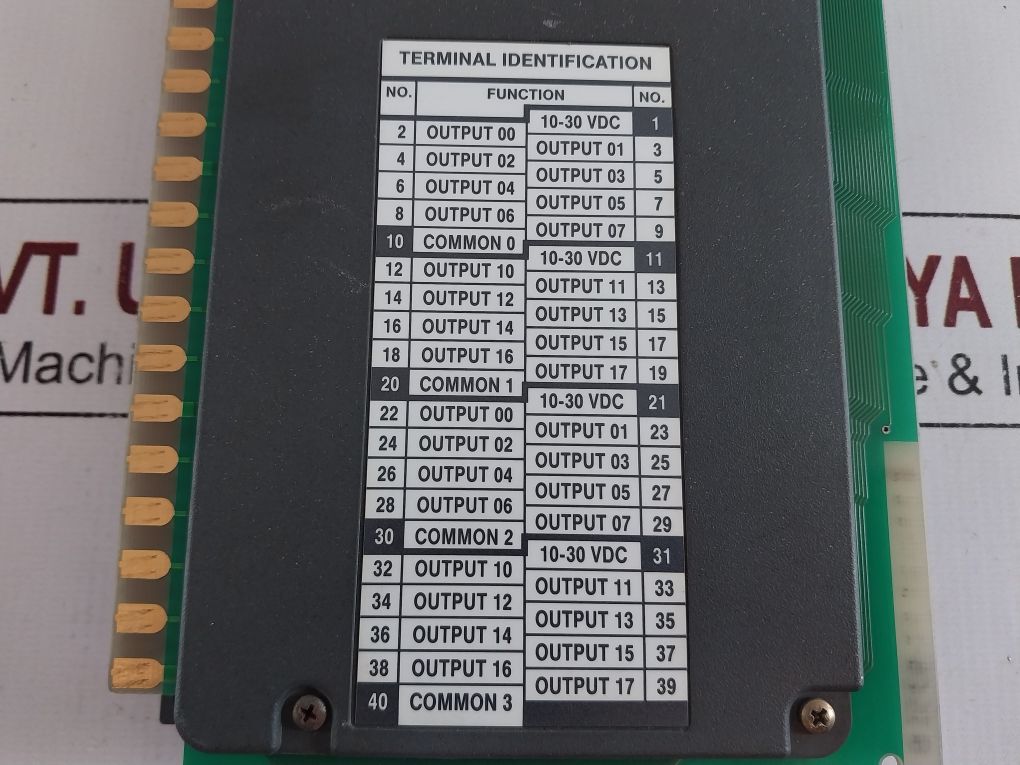 TERMINAL IDENTIFICATION
NO. FUNCTION NO.
10-30 VDC 1
2 OUTPUT 00
OUTPUT 01 3
4 OUTPUT 02
OUTPUT 03 5
6 OUTPUT 04
OUTPUT 05 7
8 OUTPUT 06
OUTPUT 07 9
10 COMMON 0
10-30 VDC 11
12 OUTPUT 10
OUTPUT 11 13
14 OUTPUT 12
OUTPUT 13 15
16 OUTPUT 14
OUTPUT 15 17
18 OUTPUT 16
OUTPUT 17 19
20 COMMON 1
10-30 VDC 21
22 OUTPUT 00
OUTPUT 01 23
24 OUTPUT 02
OUTPUT 03 25
26 OUTPUT 04
OUTPUT 05 27
28 OUTPUT 06
OUTPUT 07 29
30 COMMON 2
10-30 VDC 31
32 OUTPUT 10
OUTPUT 11 33
34 OUTPUT 12
OUTPUT 13 35
36 OUTPUT 14
OUTPUT 15 37
38 OUTPUT 16
OUTPUT 17 39
40 COMMON 3
VT. U
YA
Machi
e & I